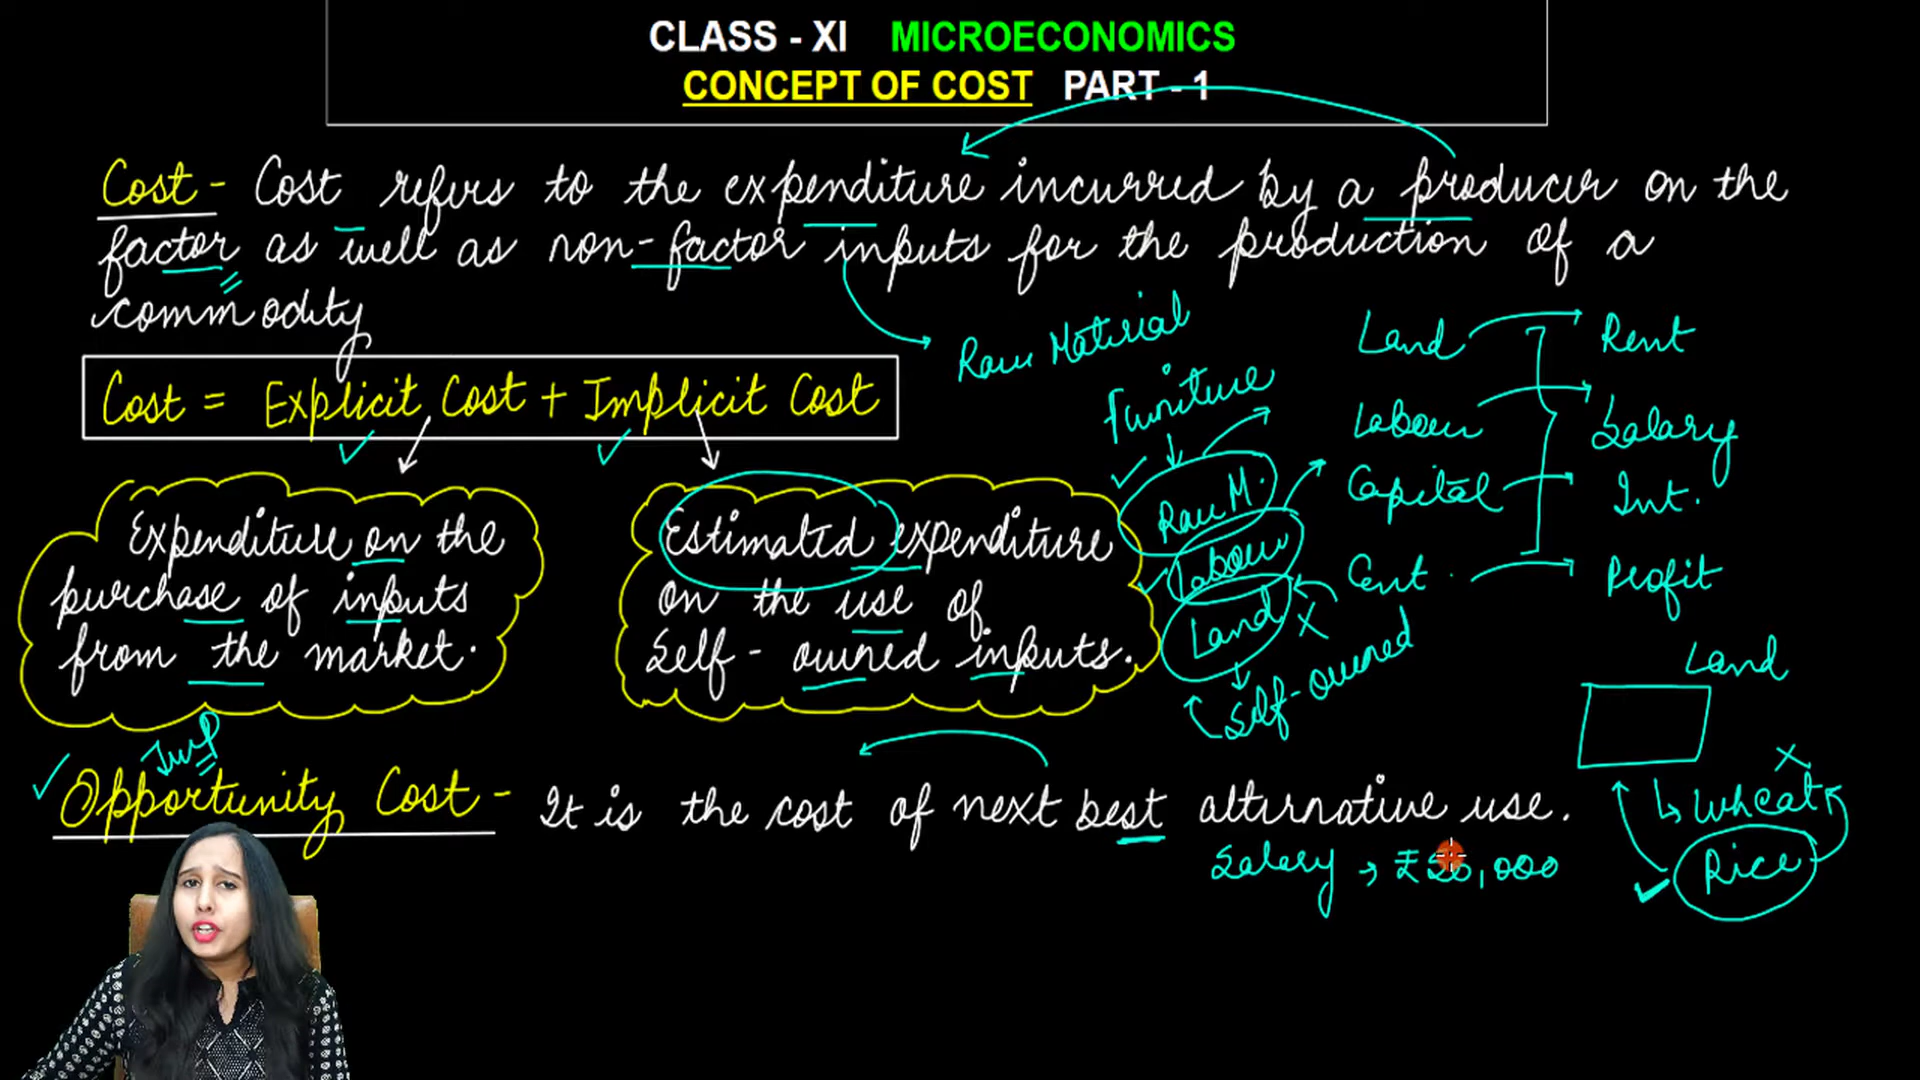 CLASS - XI MICROECONOMICS
CONCEPT OF COST PART - 1
Cost - Cost refers to the expenditure incurred by a producer on the
factor as well as non-factor inputs for the production of a
commodity
Raw Material
Cost = Explicit Cost + Implicit Cost
Expenditure on the
purchase of inputs
from the market.
Estimated expenditure
on the use of
Self-owned inputs.
Furniture
Raw M.
Labour
Land X
Self-owned
Land Rent
Labour Salary
Capital Int.
Ent. Profit
Land
X
Wheat
Rice
Imp
Opportunity Cost - It is the cost of next best alternative use.
Salary → ₹ ,000